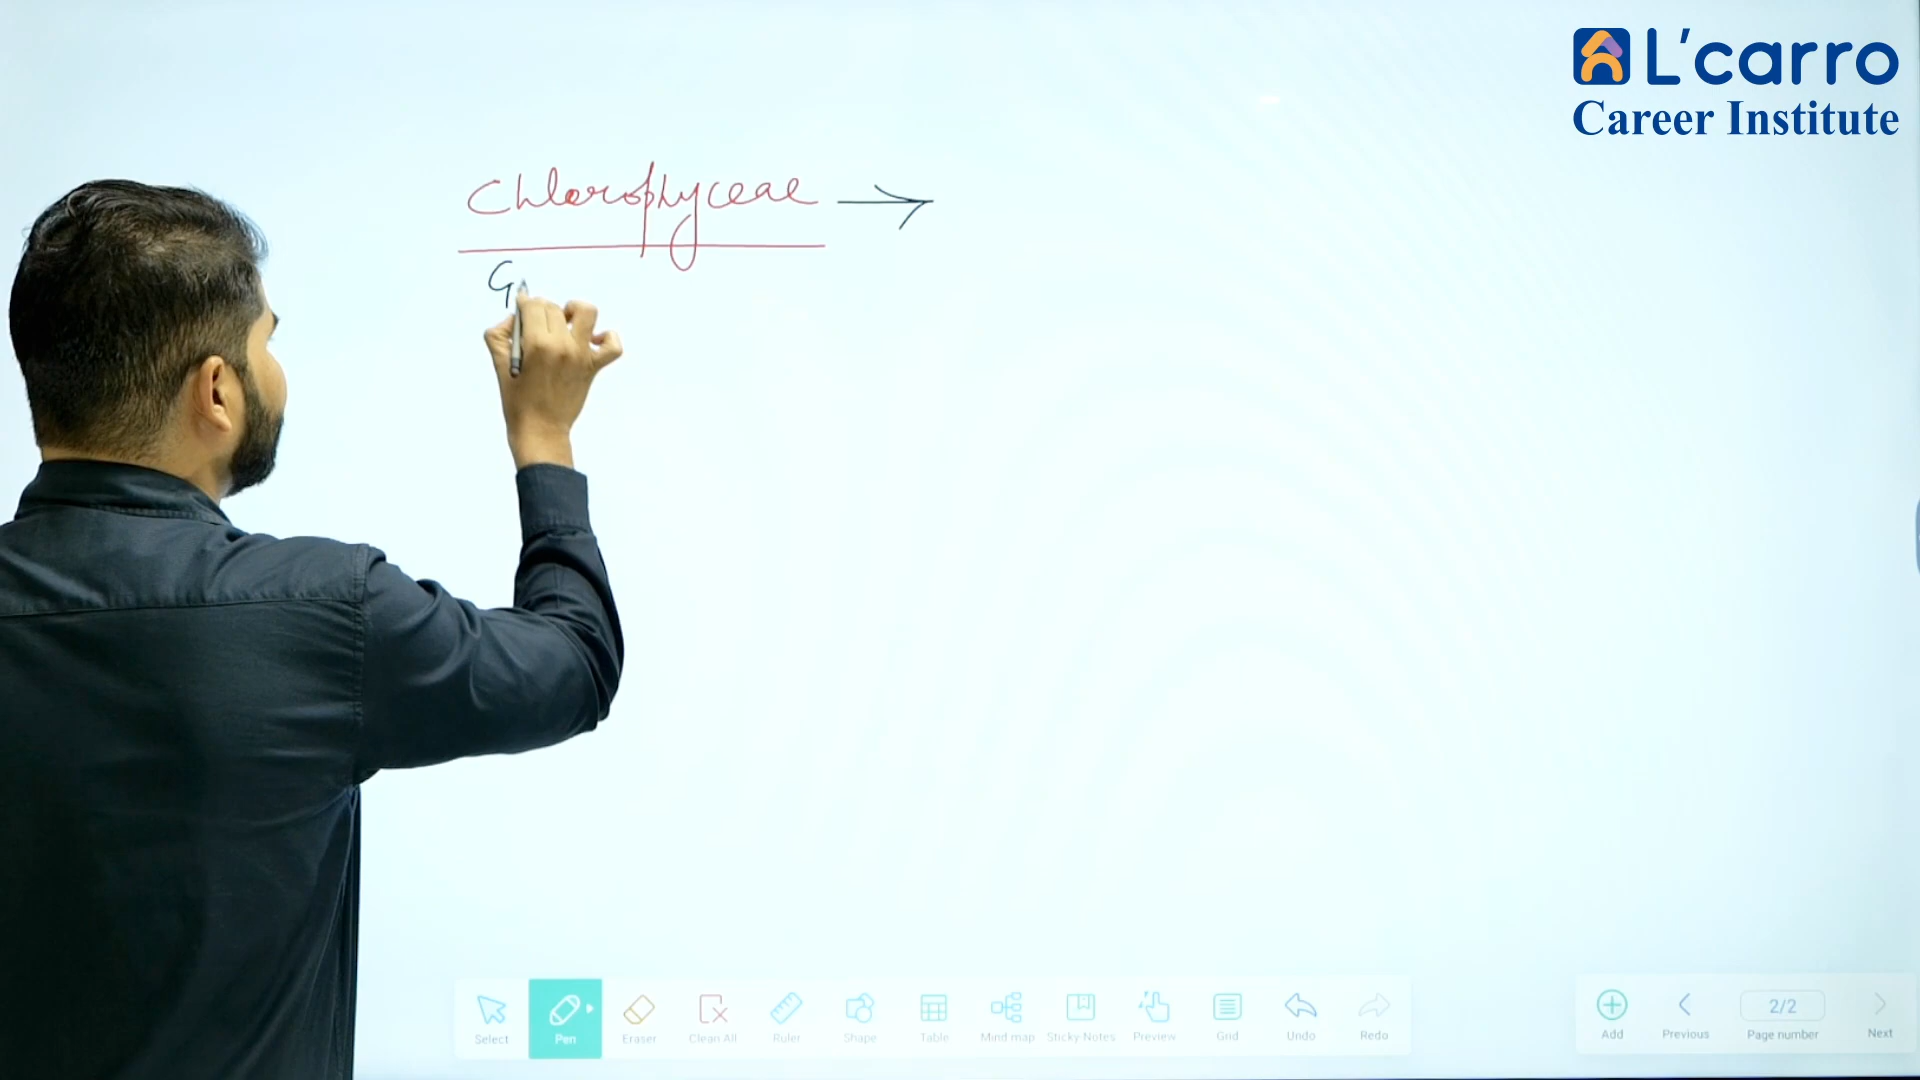 L'carro
Career Institute
Chlorophyceae →
G
Select Pen Eraser Clean All Ruler Shape Table Mind map Sticky Notes Preview Grid Undo Redo
2/2
Add Previous Page number Next